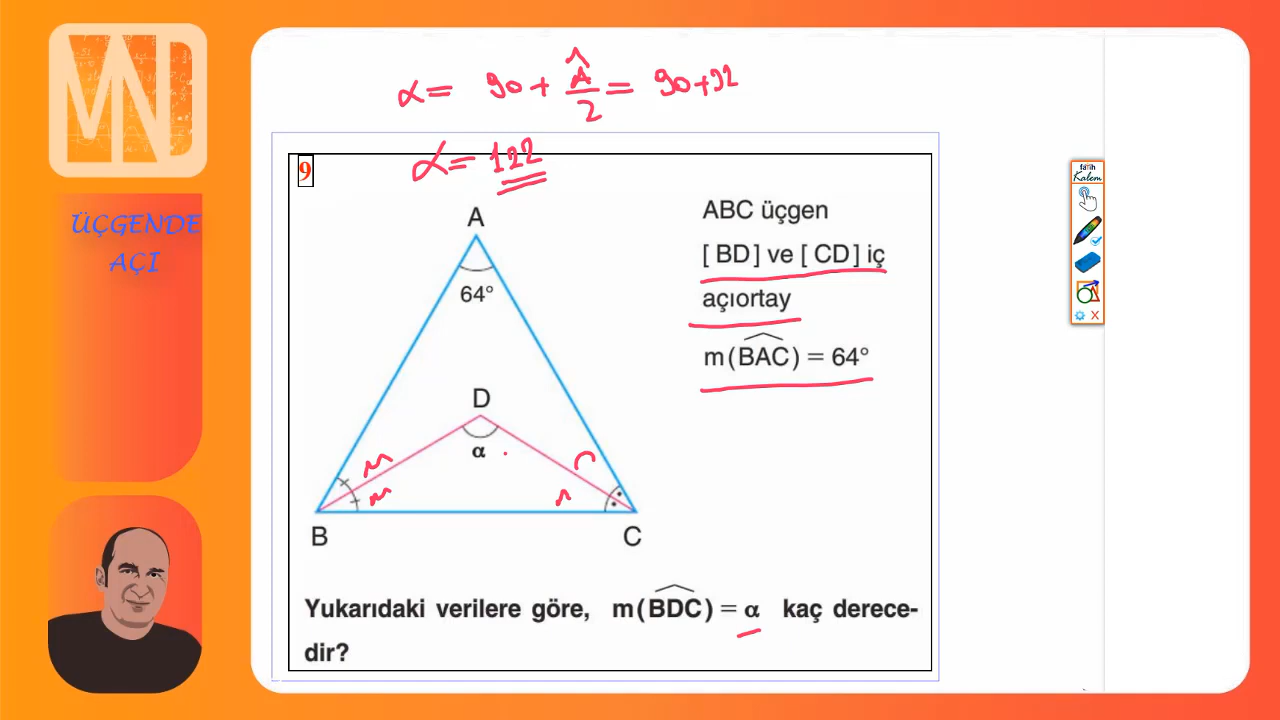 α = 90 + Â/2 = 90+32
α = 122
9
ÜÇGENDE
AÇI
A
64°
D
α
m
m
n
n
B
C
ABC üçgen
[ BD ] ve [ CD ] iç
açıortay
m(BAC) = 64°
Yukarıdaki verilere göre, m(BDC) = α kaç derece-
dir?
fatih
Kalem